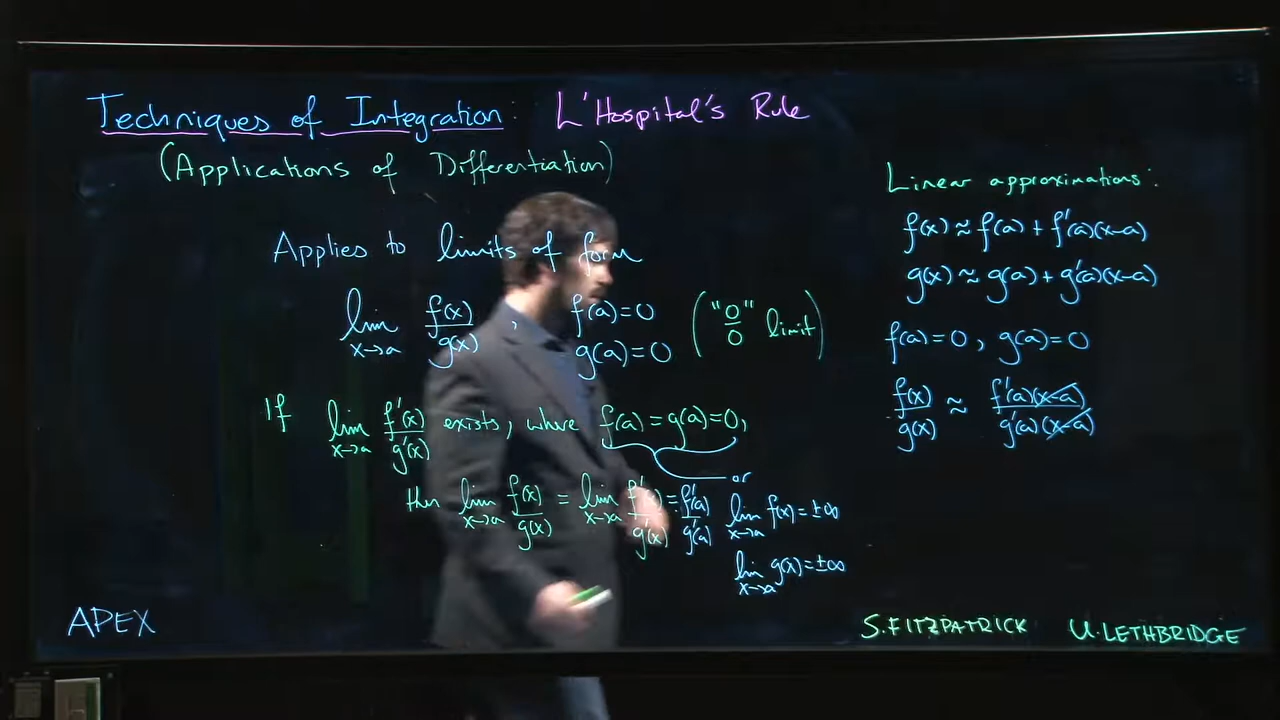 Techniques of Integration: L'Hospital's Rule
(Applications of Differentiation)
Applies to limits of form
lim x→a f(x)/g(x) , f(a)=0 g(a)=0 ("0/0" limit)
If lim x→a f'(x)/g'(x) exists, where f(a)=g(a)=0,
or
then lim x→a f(x)/g(x) = lim x→a f'(x)/g'(x) = f'(a)/g'(a)
lim x→a f(x)=±∞
lim x→a g(x)=±∞
Linear approximations:
f(x)≈f(a)+f'(a)(x-a)
g(x)≈g(a)+g'(a)(x-a)
f(a)=0, g(a)=0
f(x)/g(x) ≈ f'(a)(x-a)/g'(a)(x-a)
APEX
S.FITZPATRICK U.LETHBRIDGE